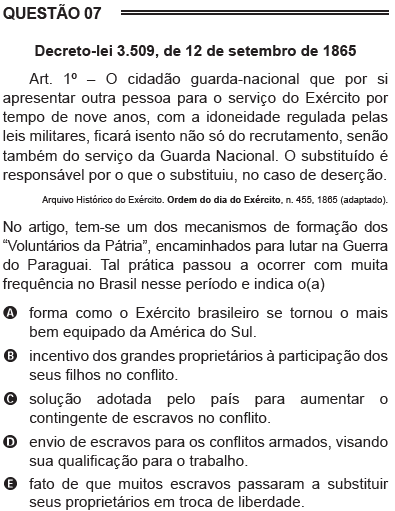 QUESTÃO 07
Decreto-lei 3.509, de 12 de setembro de 1865
Art. 1º – O cidadão guarda-nacional que por si
apresentar outra pessoa para o serviço do Exército por
tempo de nove anos, com a idoneidade regulada pelas
leis militares, ficará isento não só do recrutamento, senão
também do serviço da Guarda Nacional. O substituído é
responsável por o que o substituiu, no caso de deserção.
Arquivo Histórico do Exército. Ordem do dia do Exército, n. 455, 1865 (adaptado).
No artigo, tem-se um dos mecanismos de formação dos
“Voluntários da Pátria”, encaminhados para lutar na Guerra
do Paraguai. Tal prática passou a ocorrer com muita
frequência no Brasil nesse período e indica o(a)
A forma como o Exército brasileiro se tornou o mais
bem equipado da América do Sul.
B incentivo dos grandes proprietários à participação dos
seus filhos no conflito.
C solução adotada pelo país para aumentar o
contingente de escravos no conflito.
D envio de escravos para os conflitos armados, visando
sua qualificação para o trabalho.
E fato de que muitos escravos passaram a substituir
seus proprietários em troca de liberdade.